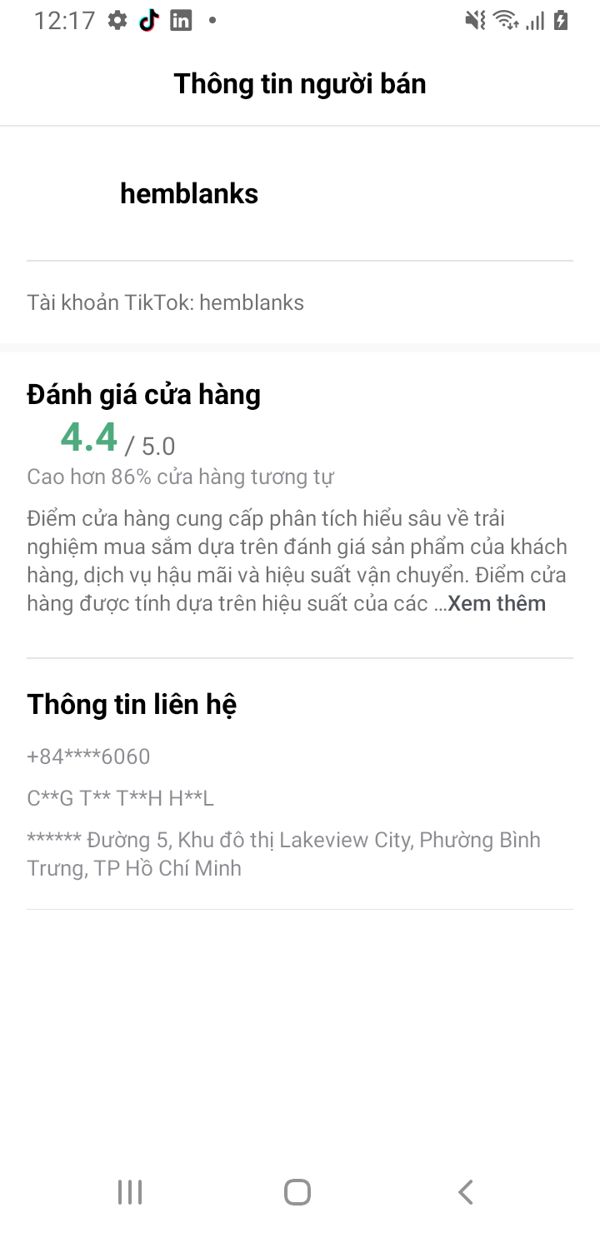 12:17
Thông tin người bán
hemblanks
Tài khoản TikTok: hemblanks
Đánh giá cửa hàng
4.4 / 5.0
Cao hơn 86% cửa hàng tương tự
Điểm cửa hàng cung cấp phân tích hiểu sâu về trải
nghiệm mua sắm dựa trên đánh giá sản phẩm của khách
hàng, dịch vụ hậu mãi và hiệu suất vận chuyển. Điểm cửa
hàng được tính dựa trên hiệu suất của các ...Xem thêm
Thông tin liên hệ
+84****6060
C**G T** T**H H**L
****** Đường 5, Khu đô thị Lakeview City, Phường Bình
Trưng, TP Hồ Chí Minh